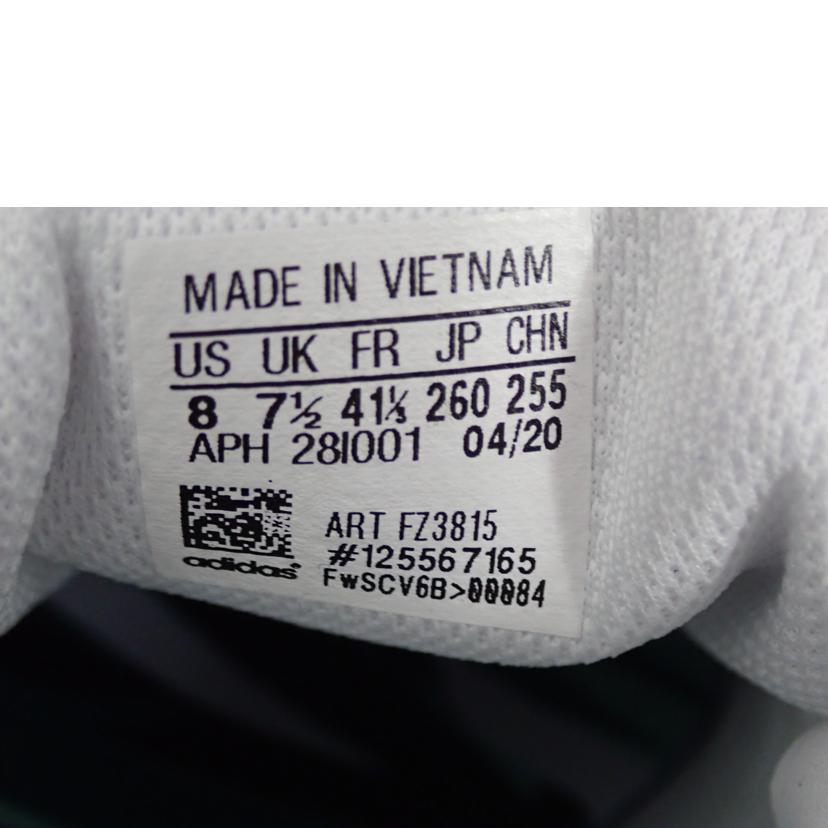 MADE IN VIETNAM
US UK FR JP CHN
8 7½ 41⅓ 260 255
APH 28I001 04/20
ART FZ3815
#125567165
adidas
FwSCV6B>00084